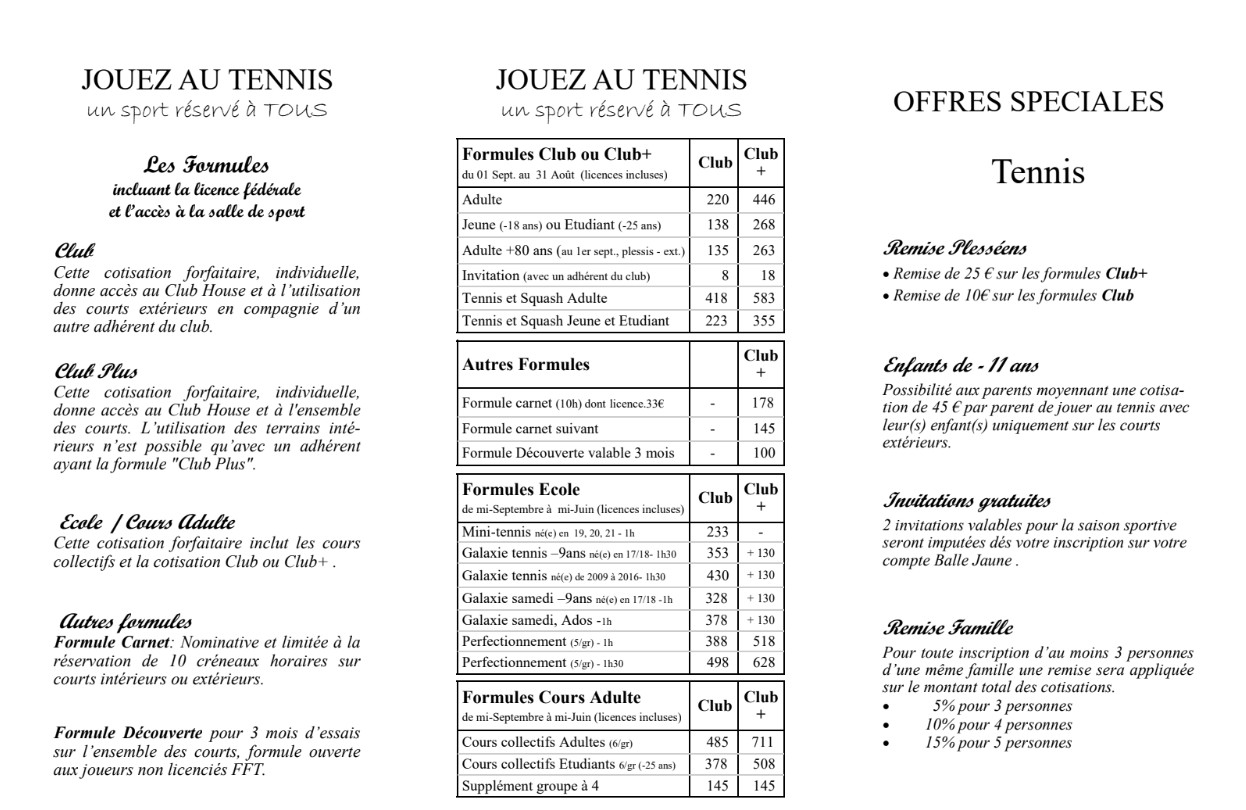 JOUEZ AU TENNIS
un sport réservé à TOUS
Les Formules
incluant la licence fédérale
et l'accès à la salle de sport
Club
Cette cotisation forfaitaire, individuelle,
donne accès au Club House et à l'utilisation
des courts extérieurs en compagnie d'un
autre adhérent du club.
Club Plus
Cette cotisation forfaitaire, individuelle,
donne accès au Club House et à l'ensemble
des courts. L'utilisation des terrains inté-
rieurs n'est possible qu'avec un adhérent
ayant la formule "Club Plus".
Ecole / Cours Adulte
Cette cotisation forfaitaire inclut les cours
collectifs et la cotisation Club ou Club+ .
Autres formules
Formule Carnet: Nominative et limitée à la
réservation de 10 créneaux horaires sur
courts intérieurs ou extérieurs.
Formule Découverte pour 3 mois d'essais
sur l'ensemble des courts, formule ouverte
aux joueurs non licenciés FFT.
JOUEZ AU TENNIS
un sport réservé à TOUS
Formules Club ou Club+ Club Club +
du 01 Sept. au 31 Août (licences incluses)
Adulte 220 446
Jeune (-18 ans) ou Etudiant (-25 ans) 138 268
Adulte +80 ans (au 1er sept., plessis - ext.) 135 263
Invitation (avec un adhérent du club) 8 18
Tennis et Squash Adulte 418 583
Tennis et Squash Jeune et Etudiant 223 355
Autres Formules Club +
Formule carnet (10h) dont licence.33€ - 178
Formule carnet suivant - 145
Formule Découverte valable 3 mois - 100
Formules Ecole Club Club +
de mi-Septembre à mi-Juin (licences incluses)
Mini-tennis né(e) en 19, 20, 21 - 1h 233 -
Galaxie tennis –9ans né(e) en 17/18- 1h30 353 + 130
Galaxie tennis né(e) de 2009 à 2016- 1h30 430 + 130
Galaxie samedi –9ans né(e) en 17/18 -1h 328 + 130
Galaxie samedi, Ados -1h 378 + 130
Perfectionnement (5/gr) - 1h 388 518
Perfectionnement (5/gr) - 1h30 498 628
Formules Cours Adulte Club Club +
de mi-Septembre à mi-Juin (licences incluses)
Cours collectifs Adultes (6/gr) 485 711
Cours collectifs Etudiants 6/gr (-25 ans) 378 508
Supplément groupe à 4 145 145
OFFRES SPECIALES
Tennis
Remise Plesséens
• Remise de 25 € sur les formules Club+
• Remise de 10€ sur les formules Club
Enfants de - 11 ans
Possibilité aux parents moyennant une cotisa-
tion de 45 € par parent de jouer au tennis avec
leur(s) enfant(s) uniquement sur les courts
extérieurs.
Invitations gratuites
2 invitations valables pour la saison sportive
seront imputées dés votre inscription sur votre
compte Balle Jaune .
Remise Famille
Pour toute inscription d'au moins 3 personnes
d'une même famille une remise sera appliquée
sur le montant total des cotisations.
• 5% pour 3 personnes
• 10% pour 4 personnes
• 15% pour 5 personnes